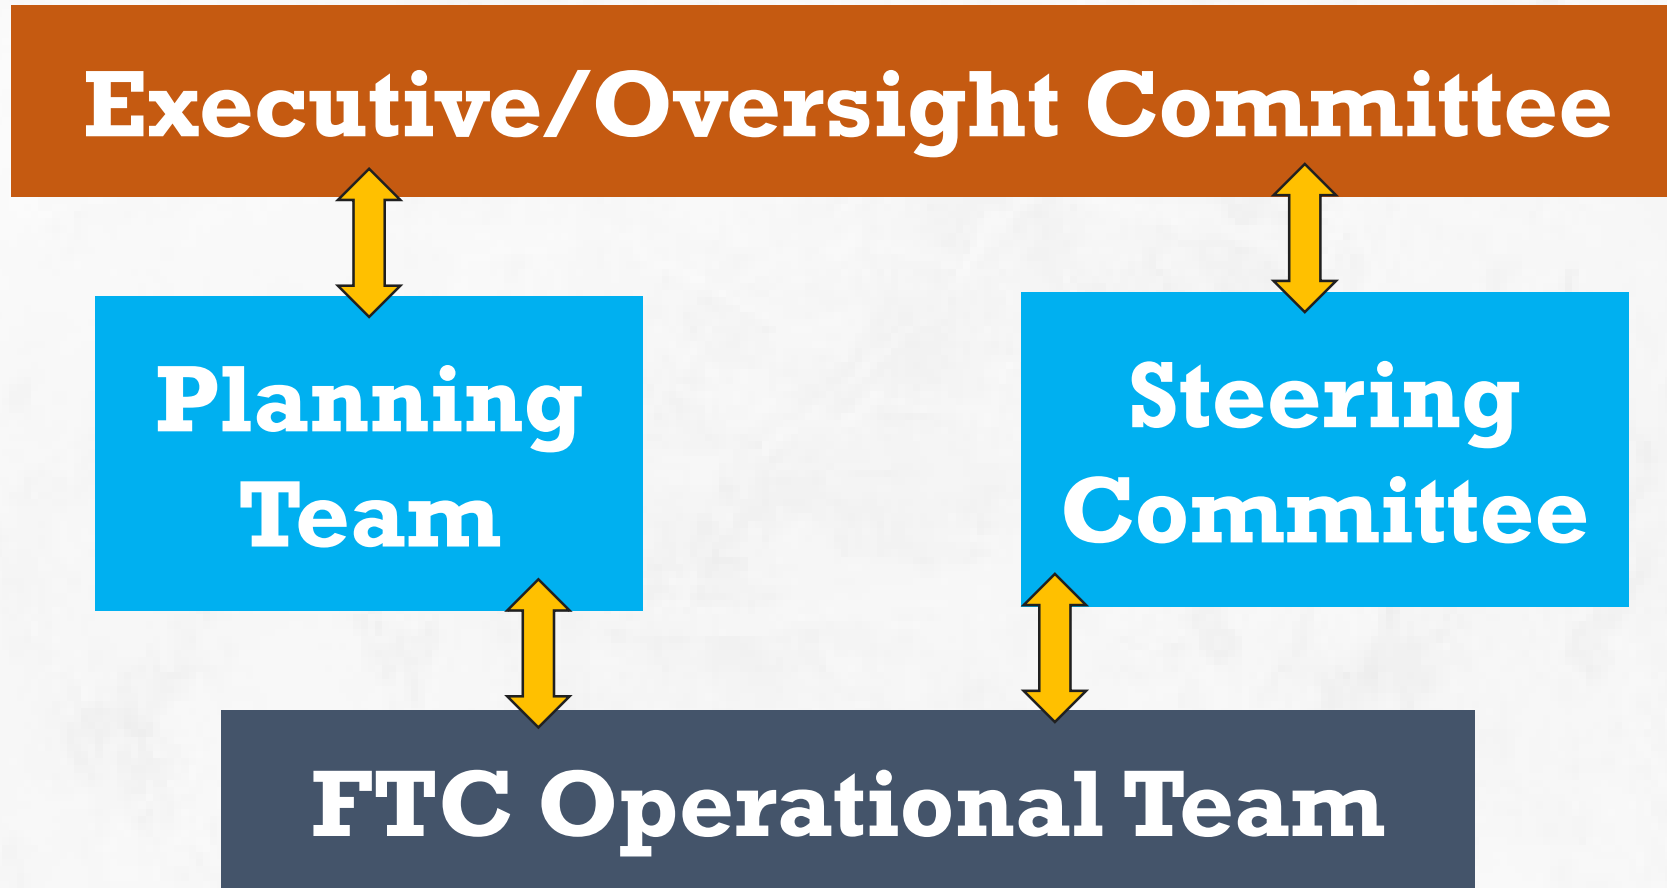 Executive/Oversight Committee
Planning
Team
Steering
Committee
FTC Operational Team